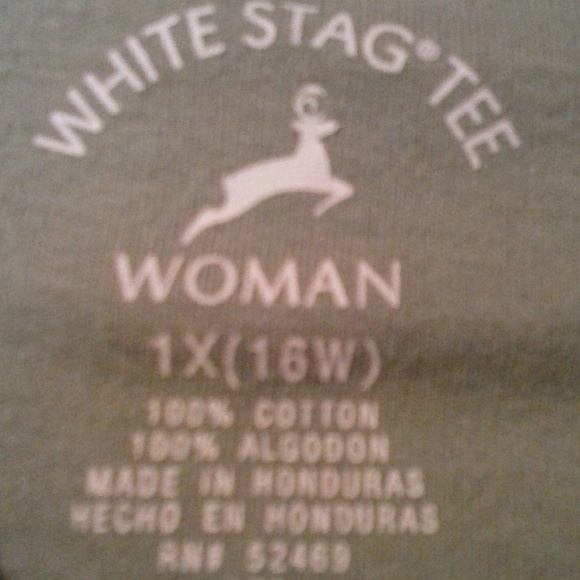 WHITE STAG® TEE
WOMAN
1X(16W)
100% COTTON
100% ALGODON
MADE IN HONDURAS
HECHO EN HONDURAS
RN# 52469